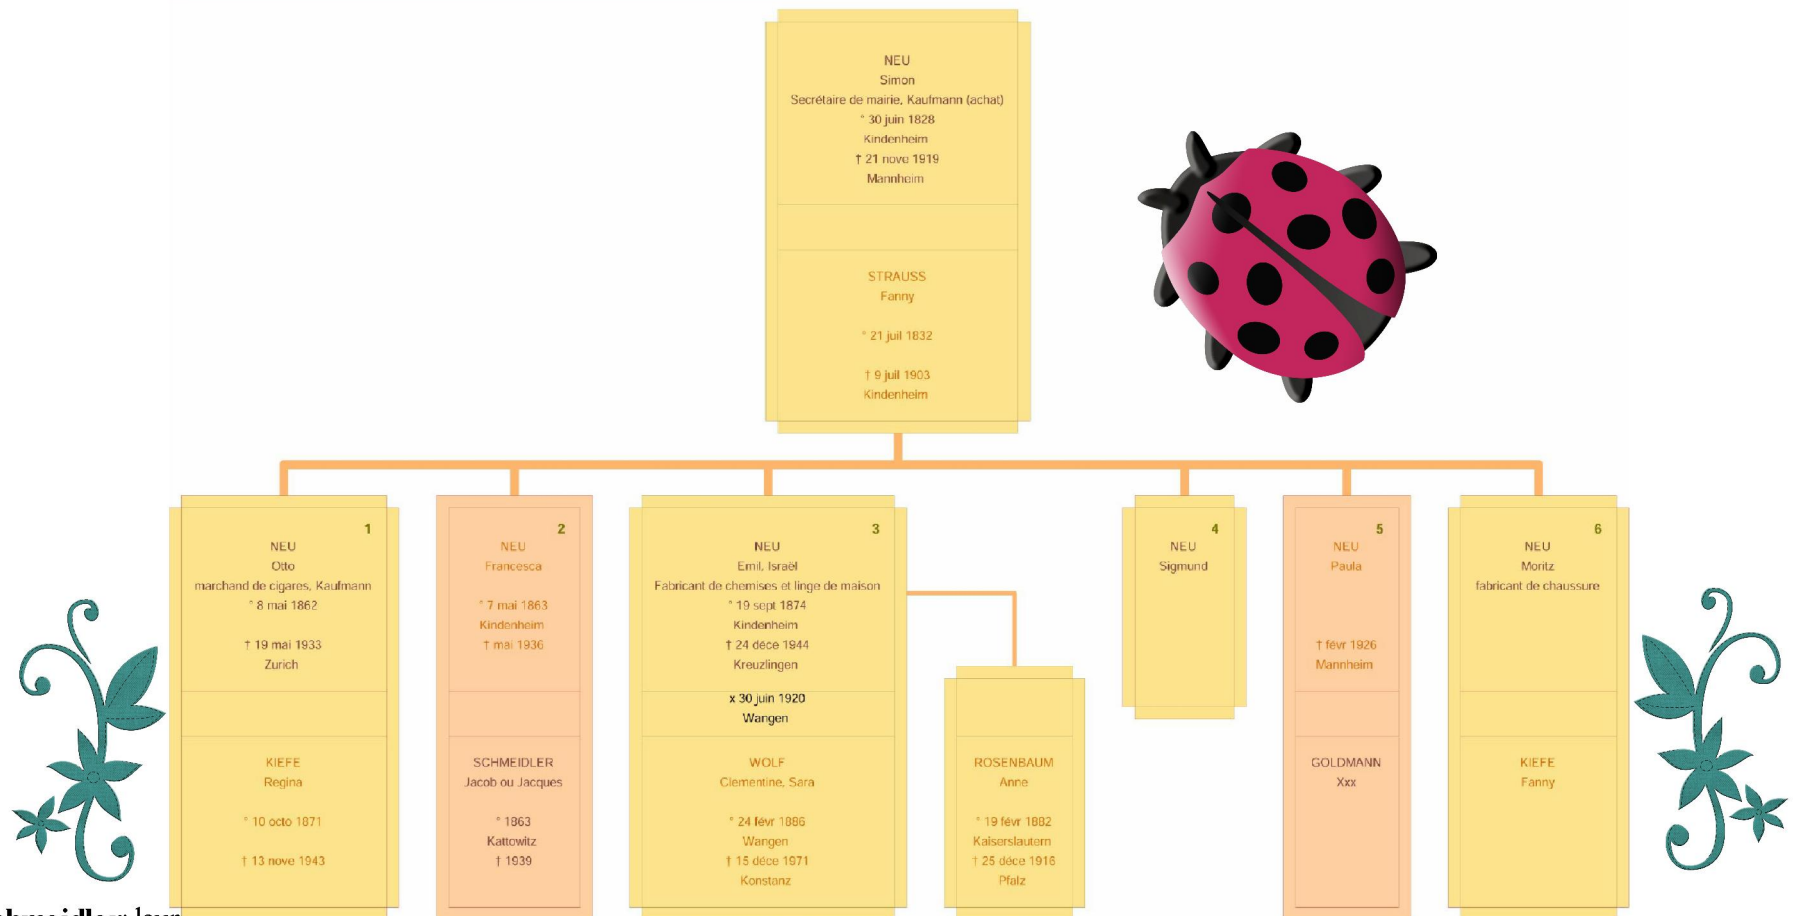 NEU
Simon
Secrétaire de mairie, Kaufmann (achat)
° 30 juin 1828
Kindenheim
† 21 nove 1919
Mannheim
STRAUSS
Fanny
° 21 juil 1832
† 9 juil 1903
Kindenheim
1
NEU
Otto
marchand de cigares, Kaufmann
° 8 mai 1862
† 19 mai 1933
Zurich
KIEFE
Regina
° 10 octo 1871
† 13 nove 1943
2
NEU
Francesca
° 7 mai 1863
Kindenheim
† mai 1936
SCHMEIDLER
Jacob ou Jacques
° 1863
Kattowitz
† 1939
3
NEU
Emil, Israël
Fabricant de chemises et linge de maison
° 19 sept 1874
Kindenheim
† 24 déce 1944
Kreuzlingen
x 30 juin 1920
Wangen
WOLF
Clementine, Sara
° 24 févr 1886
Wangen
† 15 déce 1971
Konstanz
ROSENBAUM
Anne
° 19 févr 1882
Kaiserslautern
† 25 déce 1916
Pfalz
4
NEU
Sigmund
5
NEU
Paula
† févr 1926
Mannheim
GOLDMANN
Xxx
6
NEU
Moritz
fabricant de chaussure
KIEFE
Fanny